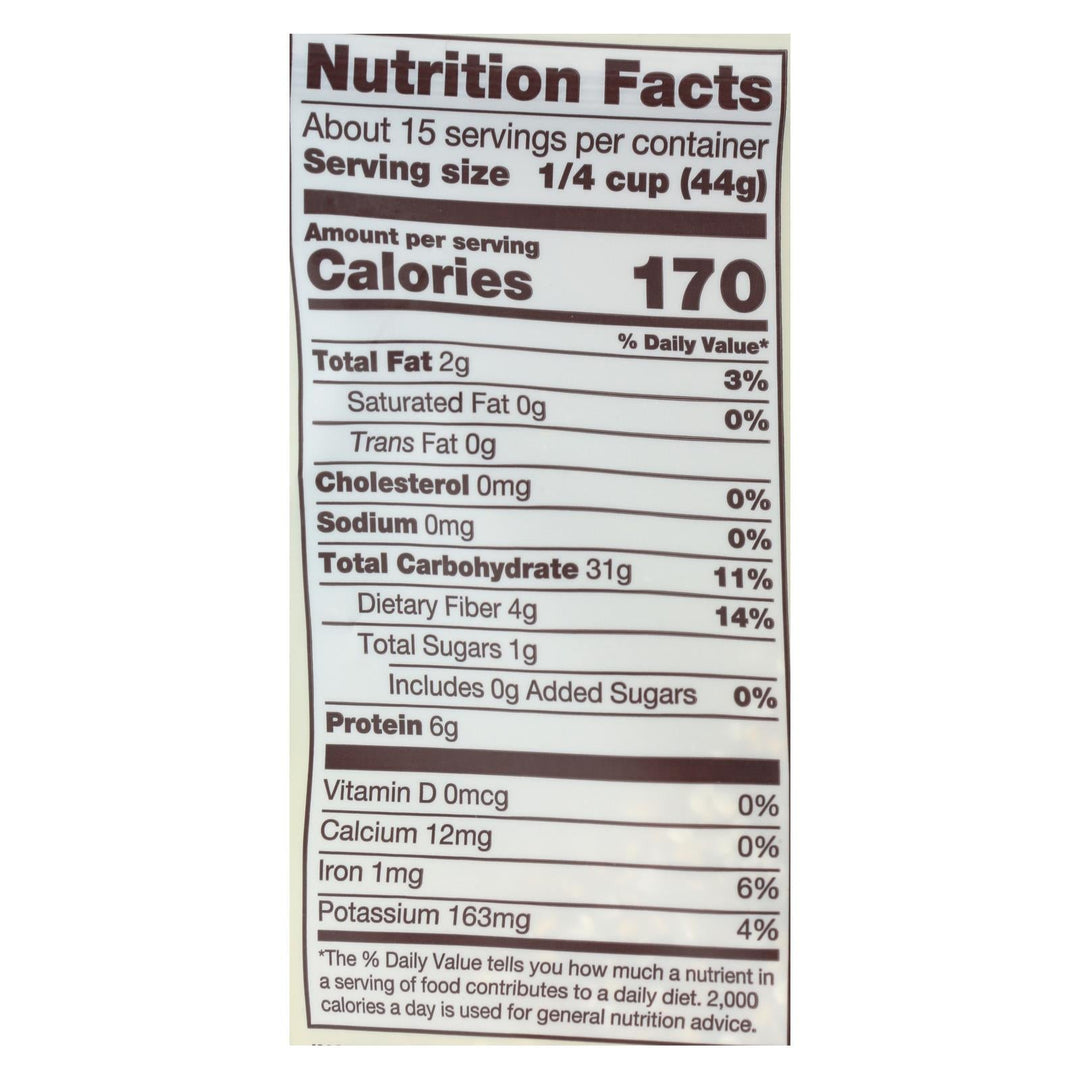 Nutrition Facts
About 15 servings per container
Serving size 1/4 cup (44g)
Amount per serving
Calories 170
% Daily Value*
Total Fat 2g 3%
Saturated Fat 0g 0%
Trans Fat 0g
Cholesterol 0mg 0%
Sodium 0mg 0%
Total Carbohydrate 31g 11%
Dietary Fiber 4g 14%
Total Sugars 1g
Includes 0g Added Sugars 0%
Protein 6g
Vitamin D 0mcg 0%
Calcium 12mg 0%
Iron 1mg 6%
Potassium 163mg 4%
*The % Daily Value tells you how much a nutrient in
a serving of food contributes to a daily diet. 2,000
calories a day is used for general nutrition advice.